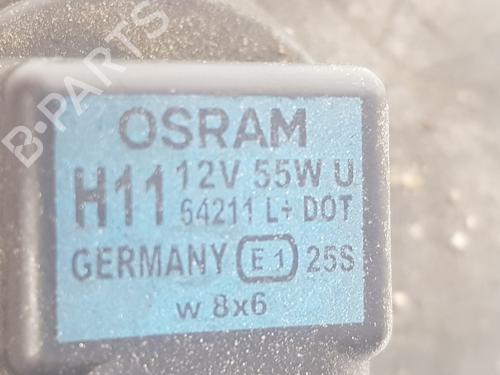 B-PARTS
OSRAM
H11 12V 55W U
64211 L+ DOT
GERMANY E1 25S
w 8x6